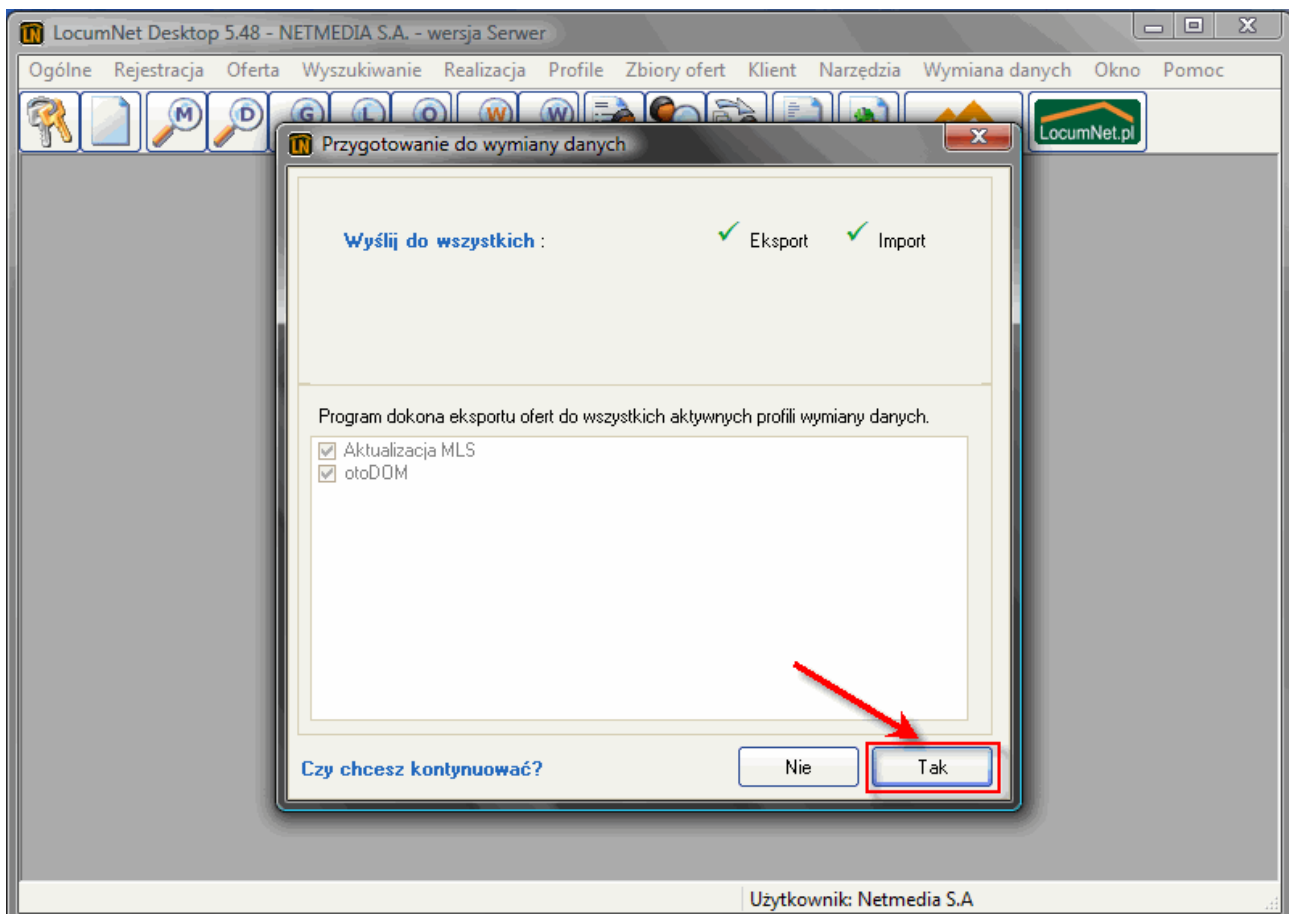 LocumNet Desktop 5.48 - NETMEDIA S.A. - wersja Serwer
Ogólne Rejestracja Oferta Wyszukiwanie Realizacja Profile Zbiory ofert Klient Narzędzia Wymiana danych Okno Pomoc
M D G L O W W LocumNet.pl
Przygotowanie do wymiany danych
Wyślij do wszystkich : Eksport Import
Program dokona eksportu ofert do wszystkich aktywnych profili wymiany danych.
Aktualizacja MLS
otoDOM
Czy chcesz kontynuować? Nie Tak
Użytkownik: Netmedia S.A